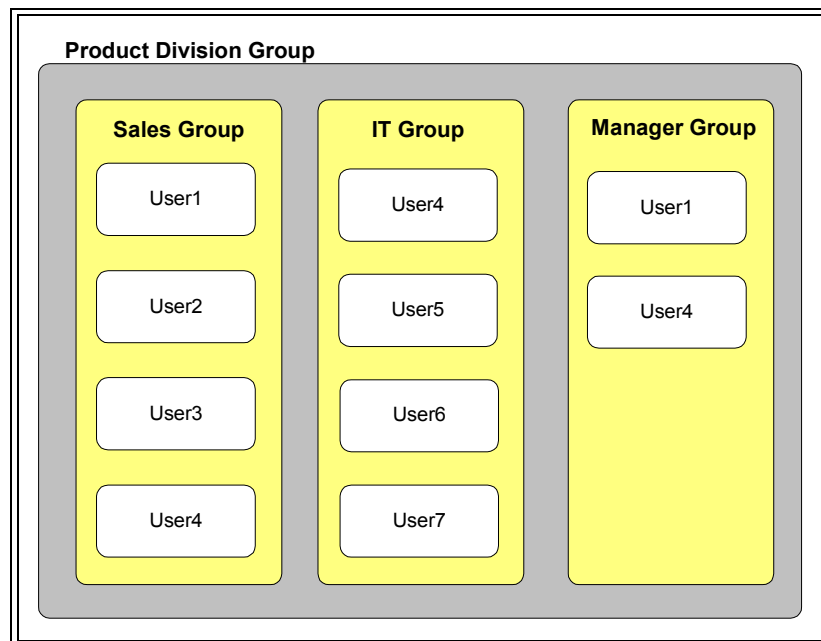 Product Division Group
Sales Group
User1
User2
User3
User4
IT Group
User4
User5
User6
User7
Manager Group
User1
User4